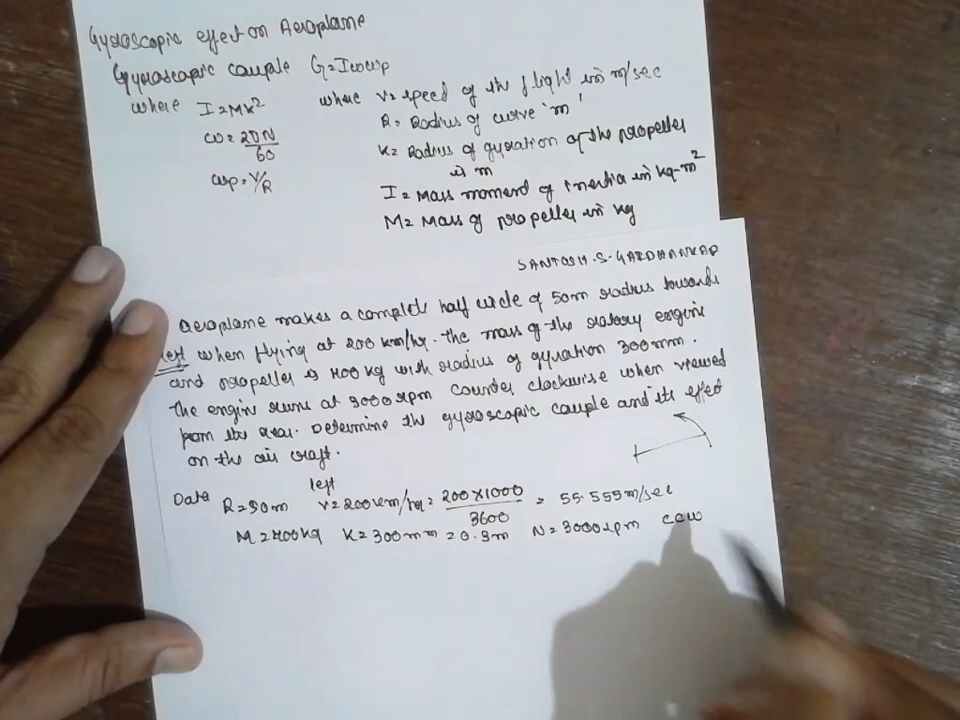 Gyroscopic effect on Aeroplane
Gyroscopic couple G=Iωωp
where I=MK² where V=speed of the flight in m/sec
ω=2ΠN/60 R=Radius of curve 'm'
K=Radius of gyration of the propeller
is m
ωp=V/R
I=Mass moment of Inertia in kg-m²
M=Mass of propeller in kg
SANTOSH.S.GARDHANKAR
Aeroplane makes a complete half circle of 50m radius towards
left when flying at 200 km/hr. The mass of the rotary engine
and propeller is 400 kg with radius of gyration 300mm.
The engine runs at 3000 rpm counter clockwise when viewed
from its rear. Determine the gyroscopic couple and its effect
on the air craft.
left
Data R=50m V=200km/hr=200×1000/3600 = 55.555m/sec
M=400kg K=300mm=0.3m N=3000rpm CCW